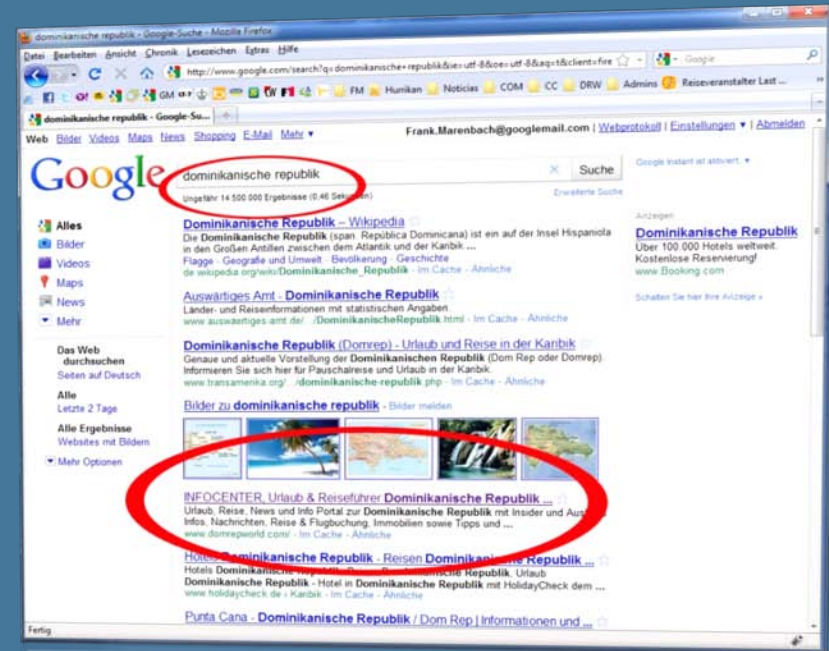 dominikanische republik - Google-Suche - Mozilla Firefox
Datei Bearbeiten Ansicht Chronik Lesezeichen Extras Hilfe
http://www.google.com/search?q=dominikanische+republik&ie=utf-8&oe=utf-8&aq=t&client=fire Google
GM FM Hurrikan Noticias COM CC DRW Admins Reiseveranstalter Last ...
dominikanische republik - Google-Su...
Web Bilder Videos Maps News Shopping E-Mail Mehr ▼ Frank.Marenbach@googlemail.com | Webprotokoll | Einstellungen ▼ | Abmelden
Google dominikanische republik × Suche Google Instant ist aktiviert. ▼
Ungefähr 14.500.000 Ergebnisse (0,46 Sekunden) Erweiterte Suche
Alles
Bilder
Videos
Maps
News
Mehr
Das Web durchsuchen
Seiten auf Deutsch
Alle
Letzte 2 Tage
Alle Ergebnisse
Websites mit Bildern
Mehr Optionen
Dominikanische Republik – Wikipedia
Die Dominikanische Republik (span. República Dominicana) ist ein auf der Insel Hispaniola
in den Großen Antillen zwischen dem Atlantik und der Karibik ...
Flagge - Geografie und Umwelt - Bevölkerung - Geschichte
de.wikipedia.org/wiki/Dominikanische_Republik - Im Cache - Ähnliche
Auswärtiges Amt - Dominikanische Republik
Länder- und Reiseinformationen mit statistischen Angaben
www.auswaertiges-amt.de/.../DominikanischeRepublik.html - Im Cache - Ähnliche
Dominikanische Republik (Domrep) - Urlaub und Reise in der Karibik
Genaue und aktuelle Vorstellung der Dominikanischen Republik (Dom Rep oder Domrep).
Informieren Sie sich hier für Pauschalreise und Urlaub in der Karibik.
www.transamerika.org/.../dominikanische-republik.php - Im Cache - Ähnliche
Bilder zu dominikanische republik - Bilder melden
INFOCENTER, Urlaub & Reiseführer Dominikanische Republik ...
Urlaub, Reise, News und Info Portal zur Dominikanische Republik mit Insider und
Infos, Nachrichten, Reise & Flugbuchung, Immobilien sowie Tipps und ...
www.domrepworld.com/ - Im Cache - Ähnliche
Hotels Dominikanische Republik - Reisen Dominikanische Republik ...
Hotels Dominikanische Republik, Urlaub
Dominikanische Republik - Hotel in Dominikanische Republik mit HolidayCheck dem ...
www.holidaycheck.de › Karibik - Im Cache - Ähnliche
Punta Cana - Dominikanische Republik / Dom Rep | Informationen und ...
Anzeigen
Dominikanische Republik
Über 100.000 Hotels weltweit.
Kostenlose Reservierung!
www.Booking.com
Schalten Sie hier Ihre Anzeige »
Fertig